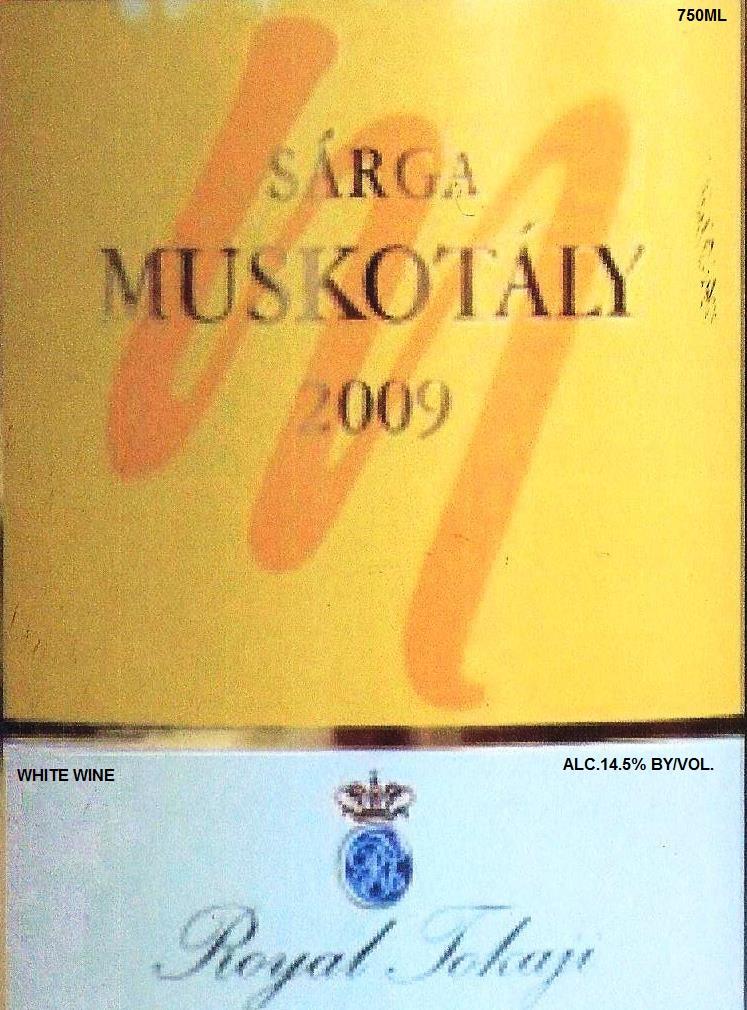 750ML
SÁRGA
MUSKOTÁLY
2009
WHITE WINE
ALC.14.5% BY/VOL.
Royal Tokaji